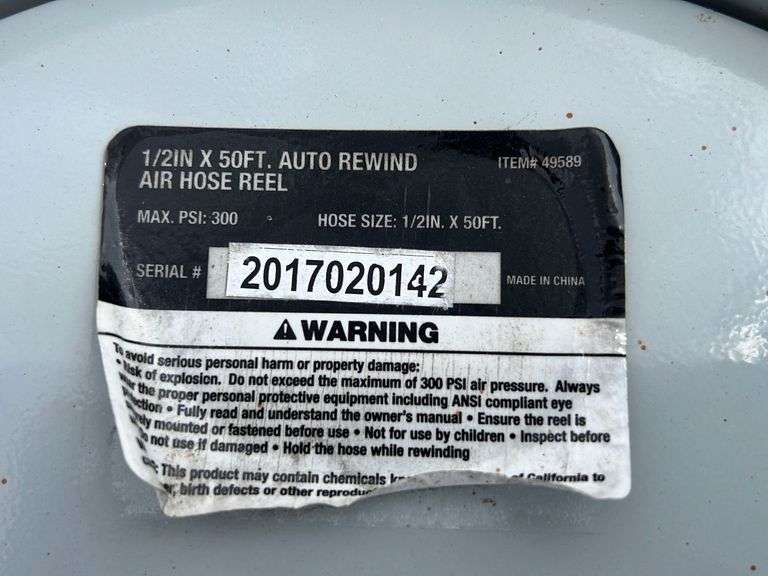 1/2IN X 50FT. AUTO REWIND
AIR HOSE REEL
ITEM# 49589
MAX. PSI: 300
HOSE SIZE: 1/2IN. X 50FT.
SERIAL #
2017020142
MADE IN CHINA
⚠ WARNING
To avoid serious personal harm or property damage:
• Risk of explosion. Do not exceed the maximum of 300 PSI air pressure. Always
the proper personal protective equipment including ANSI compliant eye
• Fully read and understand the owner's manual • Ensure the reel is
mounted or fastened before use • Not for use by children • Inspect before
not use if damaged • Hold the hose while rewinding
This product may contain chemicals of California to
birth defects or other